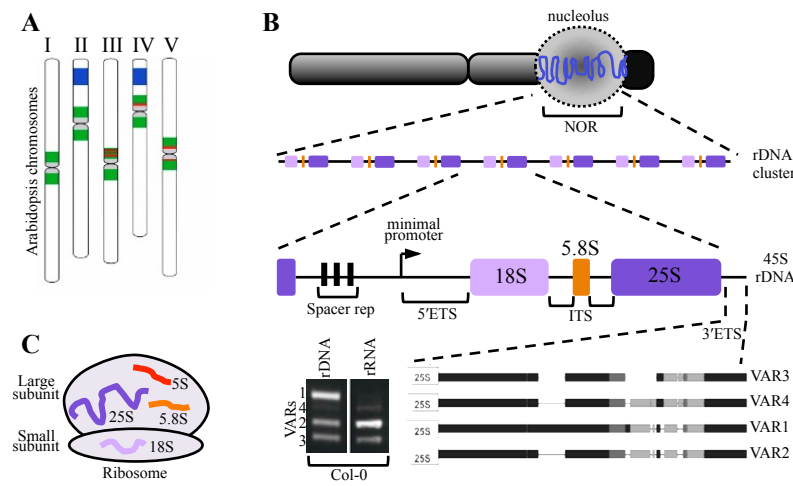 A
I II III IV V
Arabidopsis chromosomes
B
nucleolus
NOR
rDNA
cluster
minimal
promoter
5.8S
18S
25S
45S
rDNA
Spacer rep
5′ETS
ITS
3′ETS
C
Large
subunit
5S
25S
5.8S
Small
subunit
18S
Ribosome
rDNA
rRNA
VARs
1
4
2
3
Col-0
25S
VAR3
25S
VAR4
25S
VAR1
25S
VAR2